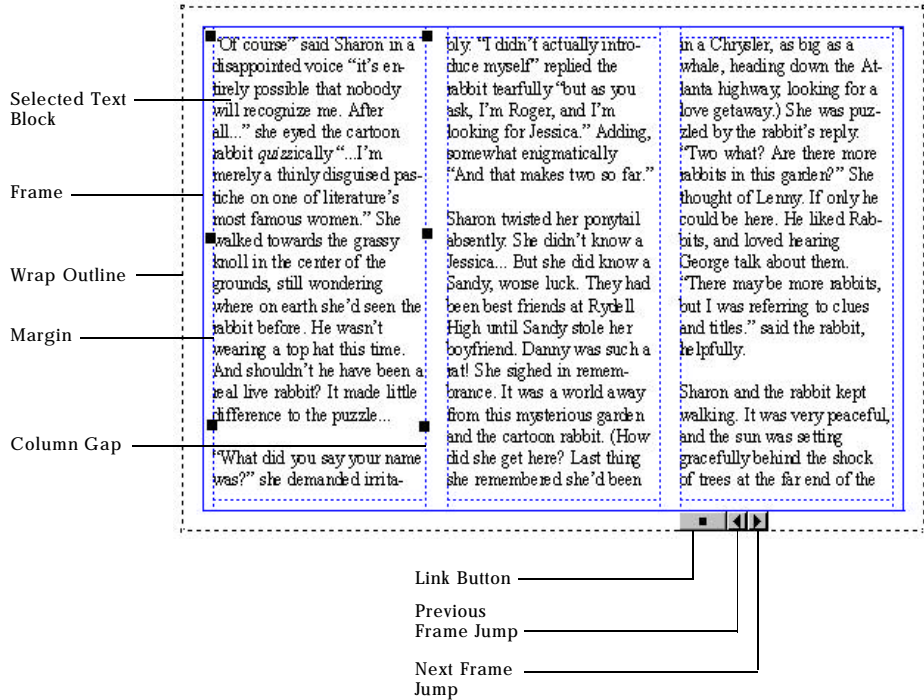 Selected Text
Block
Frame
Wrap Outline
Margin
Column Gap
“Of course” said Sharon in a
disappointed voice “it’s en-
tirely possible that nobody
will recognize me. After
all...” she eyed the cartoon
rabbit quizzically “...I’m
merely a thinly disguised pas-
tiche on one of literature’s
most famous women.” She
walked towards the grassy
knoll in the center of the
grounds, still wondering
where on earth she’d seen the
rabbit before. He wasn’t
wearing a top hat this time.
And shouldn’t he have been a
real live rabbit? It made little
difference to the puzzle...
“What did you say your name
was?” she demanded irrita-
bly. “I didn’t actually intro-
duce myself” replied the
rabbit tearfully “but as you
ask, I’m Roger, and I’m
looking for Jessica.” Adding,
somewhat enigmatically
“And that makes two so far.”
Sharon twisted her ponytail
absently. She didn’t know a
Jessica... But she did know a
Sandy, worse luck. They had
been best friends at Rydell
High until Sandy stole her
boyfriend. Danny was such a
rat! She sighed in remem-
brance. It was a world away
from this mysterious garden
and the cartoon rabbit. (How
did she get here? Last thing
she remembered she’d been
in a Chrysler, as big as a
whale, heading down the At-
lanta highway, looking for a
love getaway.) She was puz-
zled by the rabbit’s reply.
“Two what? Are there more
rabbits in this garden?” She
thought of Lenny. If only he
could be here. He liked Rab-
bits, and loved hearing
George talk about them.
“There may be more rabbits,
but I was referring to clues
and titles.” said the rabbit,
helpfully.
Sharon and the rabbit kept
walking. It was very peaceful,
and the sun was setting
gracefully behind the shock
of trees at the far end of the
Link Button
Previous
Frame Jump
Next Frame
Jump